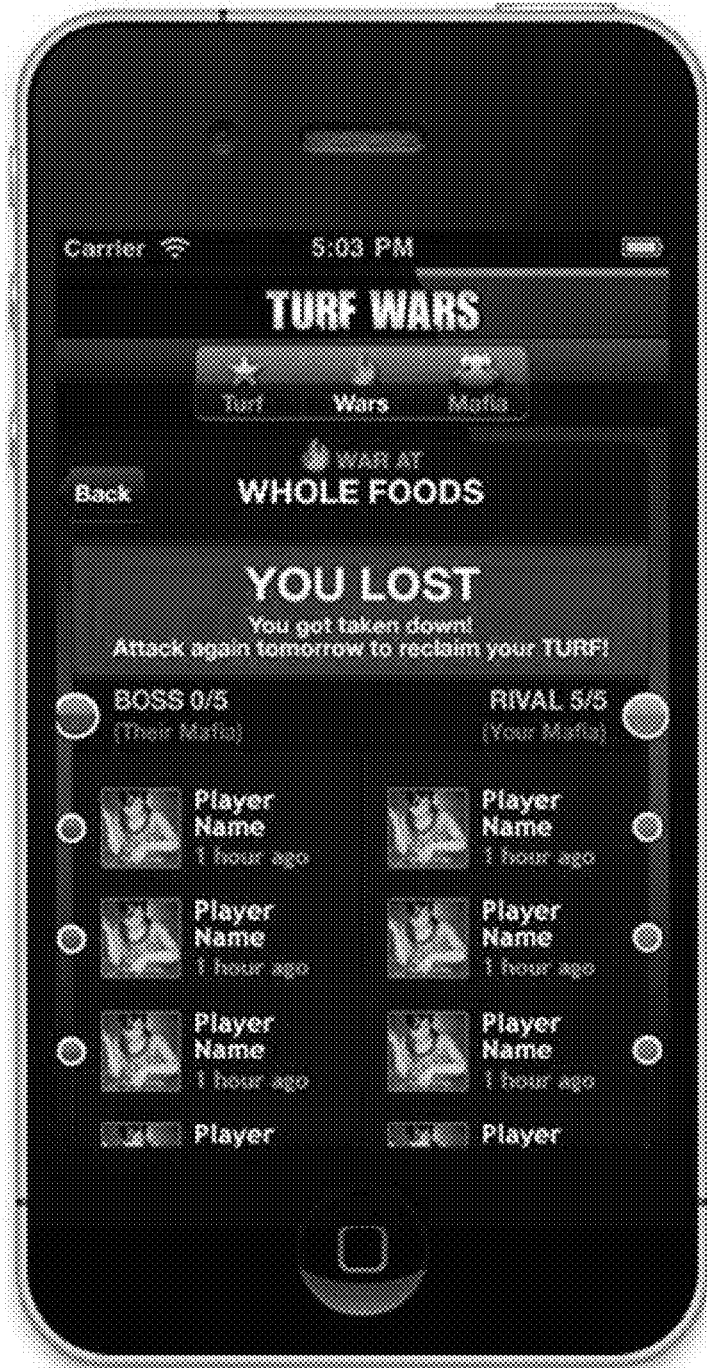 Carrier 5:03 PM
TURF WARS
Turf Wars Mafia
WAR AT
Back WHOLE FOODS
YOU LOST
You got taken down!
Attack again tomorrow to reclaim your TURF!
BOSS 0/5 RIVAL 5/5
(Their Mafia) (Your Mafia)
Player Player
Name Name
1 hour ago 1 hour ago
Player Player
Name Name
1 hour ago 1 hour ago
Player Player
Name Name
1 hour ago 1 hour ago
Player Player